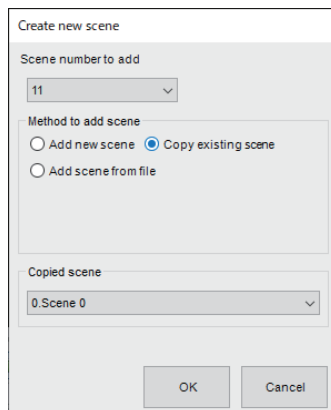 Create new scene
Scene number to add
11
Method to add scene
Add new scene Copy existing scene
Add scene from file
Copied scene
0.Scene 0
OK Cancel